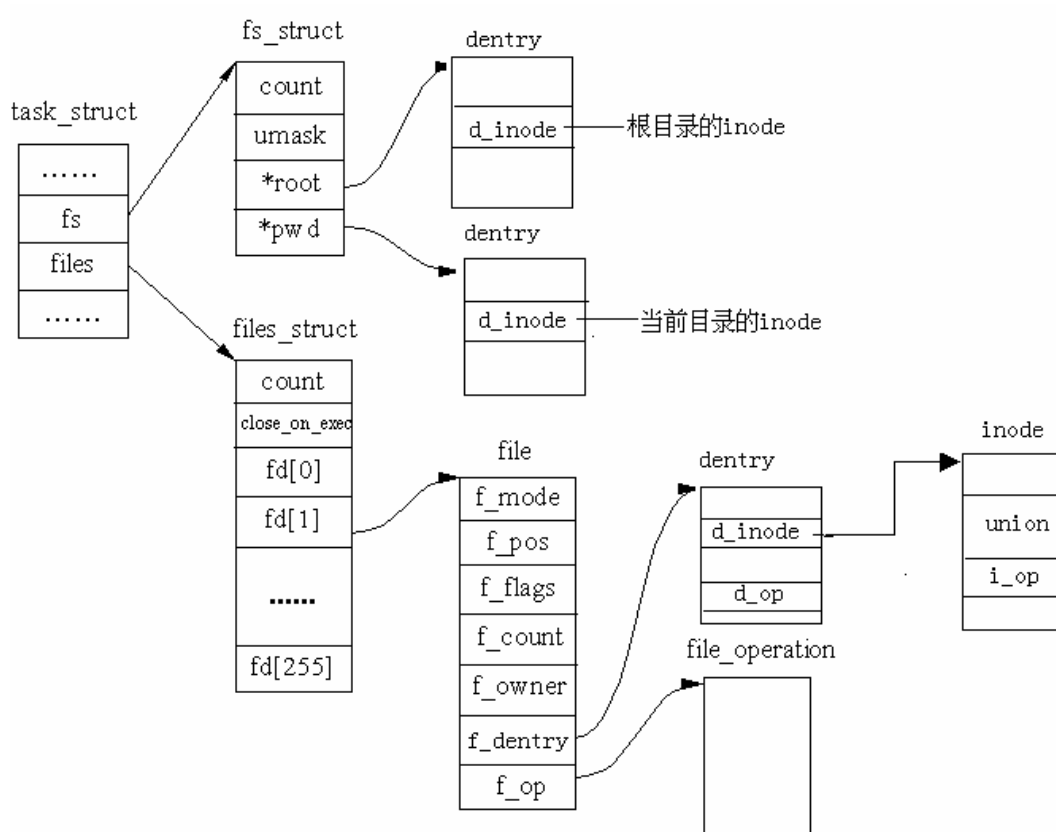 task_struct
......
fs
files
......
fs_struct
count
umask
*root
*pwd
dentry
d_inode
根目录的inode
dentry
d_inode
当前目录的inode
files_struct
count
close_on_exec
fd[0]
fd[1]
......
fd[255]
file
f_mode
f_pos
f_flags
f_count
f_owner
f_dentry
f_op
dentry
d_inode
d_op
inode
union
i_op
file_operation